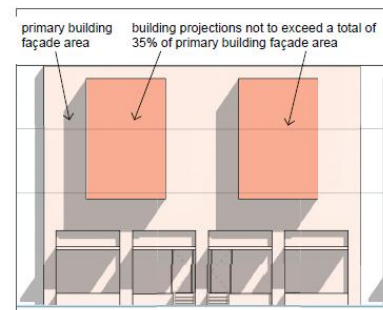 primary building
façade area
building projections not to exceed a total of
35% of primary building façade area